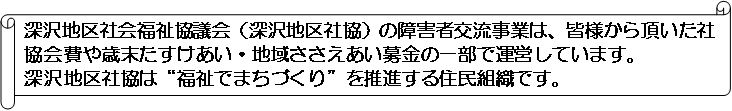 深沢地区社会福祉協議会（深沢地区社協）の障害者交流事業は、皆様から頂いた社
協会費や歳末たすけあい・地域ささえあい募金の一部で運営しています。
深沢地区社協は“福祉でまちづくり”を推進する住民組織です。